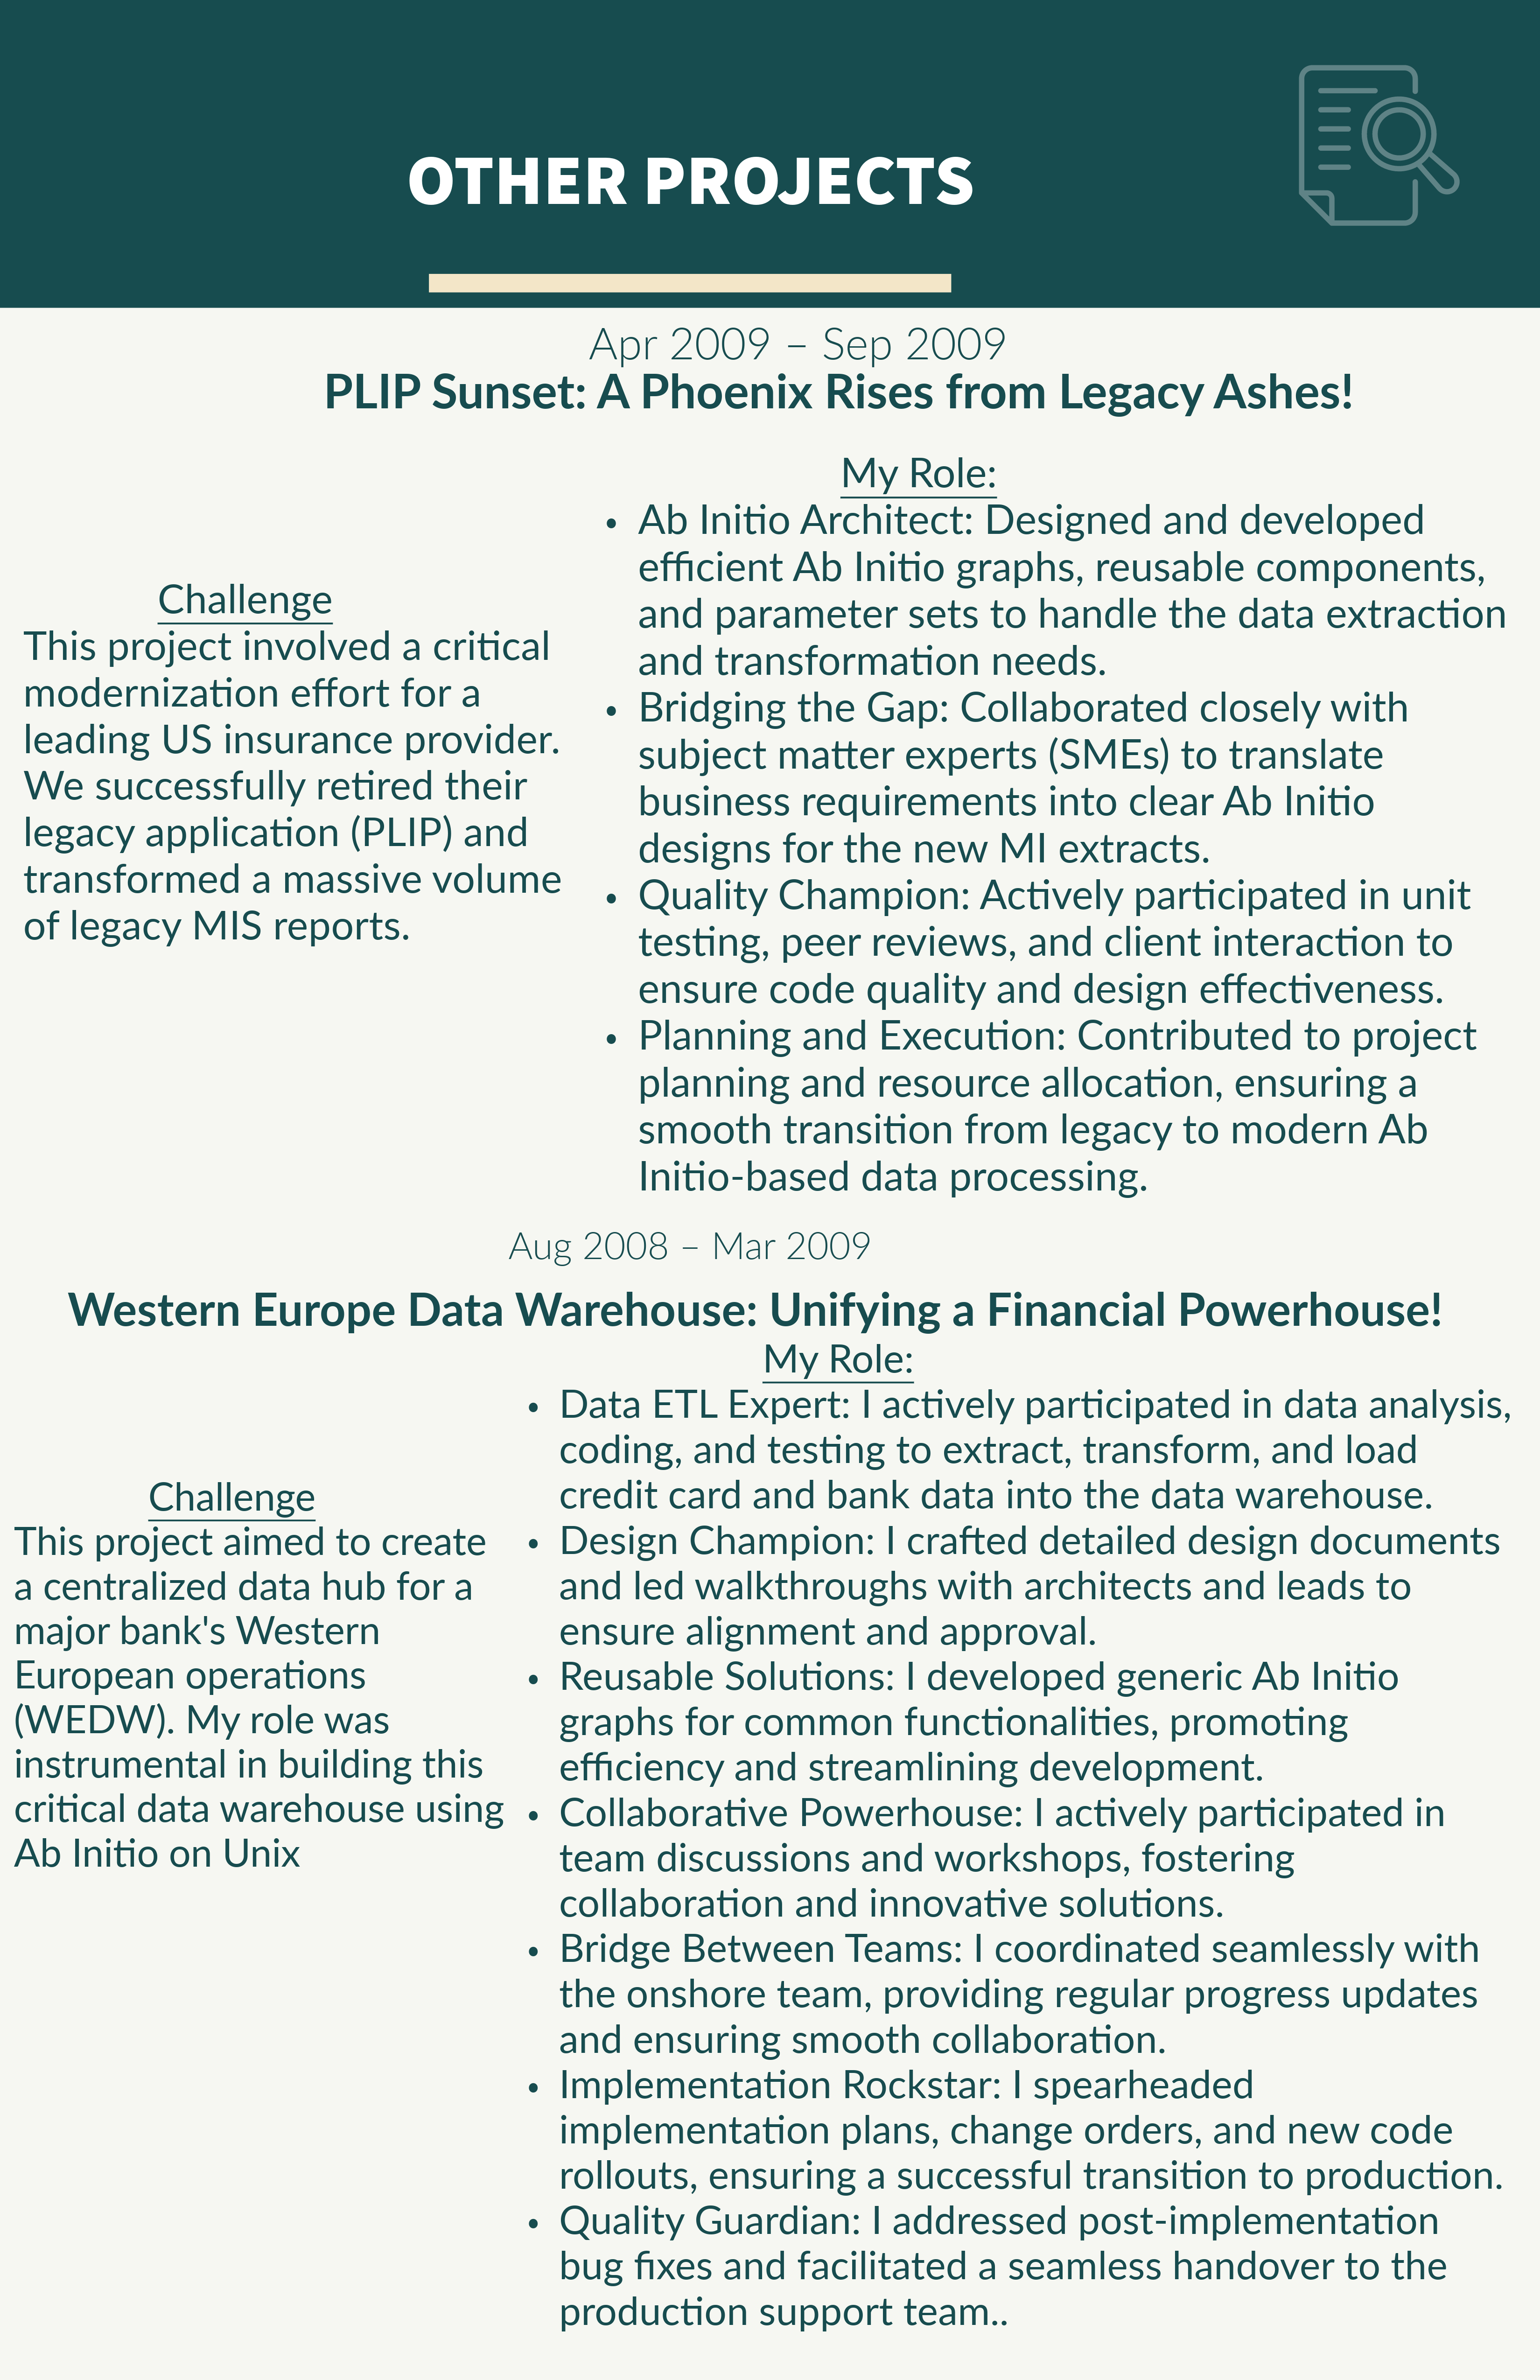 OTHER PROJECTS
Apr 2009 – Sep 2009
PLIP Sunset: A Phoenix Rises from Legacy Ashes!
Challenge
This project involved a critical
modernization effort for a
leading US insurance provider.
We successfully retired their
legacy application (PLIP) and
transformed a massive volume
of legacy MIS reports.
My Role:
• Ab Initio Architect: Designed and developed
efficient Ab Initio graphs, reusable components,
and parameter sets to handle the data extraction
and transformation needs.
• Bridging the Gap: Collaborated closely with
subject matter experts (SMEs) to translate
business requirements into clear Ab Initio
designs for the new MI extracts.
• Quality Champion: Actively participated in unit
testing, peer reviews, and client interaction to
ensure code quality and design effectiveness.
• Planning and Execution: Contributed to project
planning and resource allocation, ensuring a
smooth transition from legacy to modern Ab
Initio-based data processing.
Aug 2008 – Mar 2009
Western Europe Data Warehouse: Unifying a Financial Powerhouse!
Challenge
This project aimed to create
a centralized data hub for a
major bank's Western
European operations
(WEDW). My role was
instrumental in building this
critical data warehouse using
Ab Initio on Unix
My Role:
• Data ETL Expert: I actively participated in data analysis,
coding, and testing to extract, transform, and load
credit card and bank data into the data warehouse.
• Design Champion: I crafted detailed design documents
and led walkthroughs with architects and leads to
ensure alignment and approval.
• Reusable Solutions: I developed generic Ab Initio
graphs for common functionalities, promoting
efficiency and streamlining development.
• Collaborative Powerhouse: I actively participated in
team discussions and workshops, fostering
collaboration and innovative solutions.
• Bridge Between Teams: I coordinated seamlessly with
the onshore team, providing regular progress updates
and ensuring smooth collaboration.
• Implementation Rockstar: I spearheaded
implementation plans, change orders, and new code
rollouts, ensuring a successful transition to production.
• Quality Guardian: I addressed post-implementation
bug fixes and facilitated a seamless handover to the
production support team..